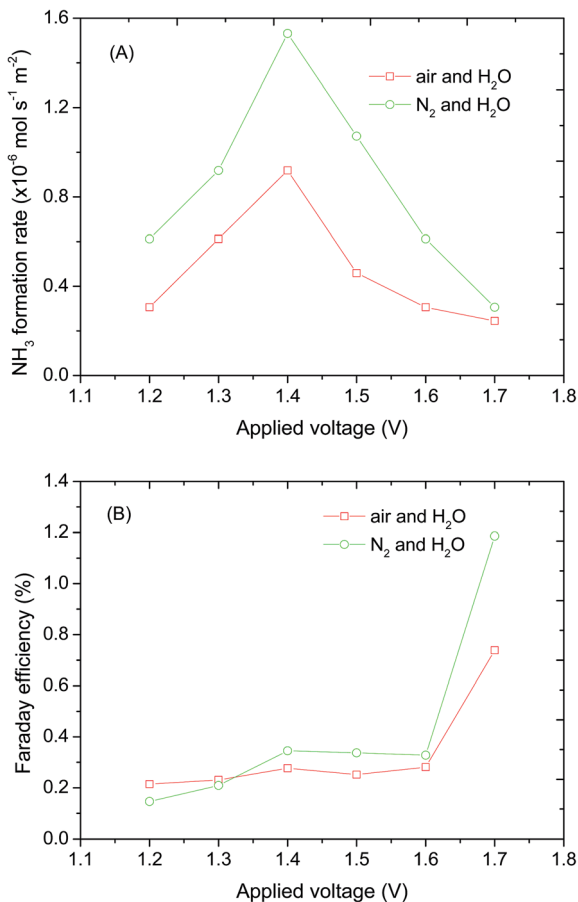 (A)
air and H₂O
N₂ and H₂O
NH₃ formation rate (x10⁻⁶ mol s⁻¹ m⁻²)
1.6
1.2
0.8
0.4
0.0
1.1 1.2 1.3 1.4 1.5 1.6 1.7 1.8
Applied voltage (V)
(B)
air and H₂O
N₂ and H₂O
Faraday efficiency (%)
1.4
1.2
1.0
0.8
0.6
0.4
0.2
0.0
1.1 1.2 1.3 1.4 1.5 1.6 1.7 1.8
Applied voltage (V)